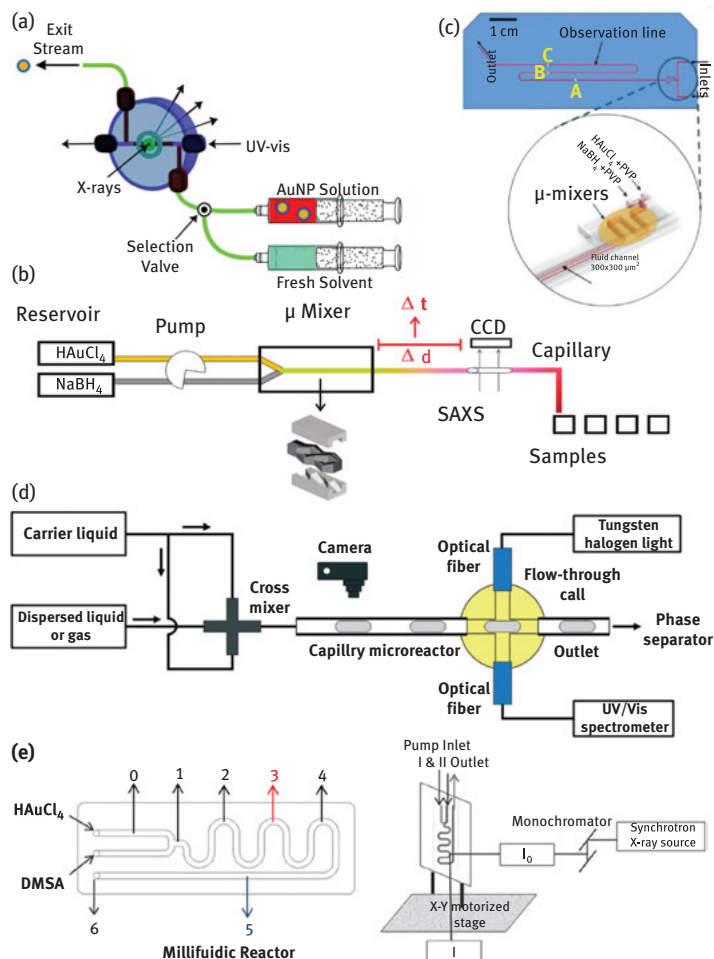 (a)
Exit
Stream
X-rays
UV-vis
AuNP Solution
Selection
Valve
Fresh Solvent
(c)
1 cm
Observation line
Outlet
C
B
A
Inlets
HAuCl4 +PVP
NaBH4 +PVP
μ-mixers
Fluid channel
300x300 μm²
(b)
Reservoir
Pump
μ Mixer
Δ t
Δ d
CCD
Capillary
HAuCl4
NaBH4
SAXS
Samples
(d)
Carrier liquid
Dispersed liquid
or gas
Cross
mixer
Camera
Capillry microreactor
Optical
fiber
Tungsten
halogen light
Flow-through
call
Outlet
Phase
separator
Optical
fiber
UV/Vis
spectrometer
(e)
0
1
2
3
4
HAuCl4
DMSA
6
5
Millifuidic Reactor
Pump Inlet
I & II Outlet
Monochromator
Synchrotron
X-ray source
I0
X-Y motorized
stage
I